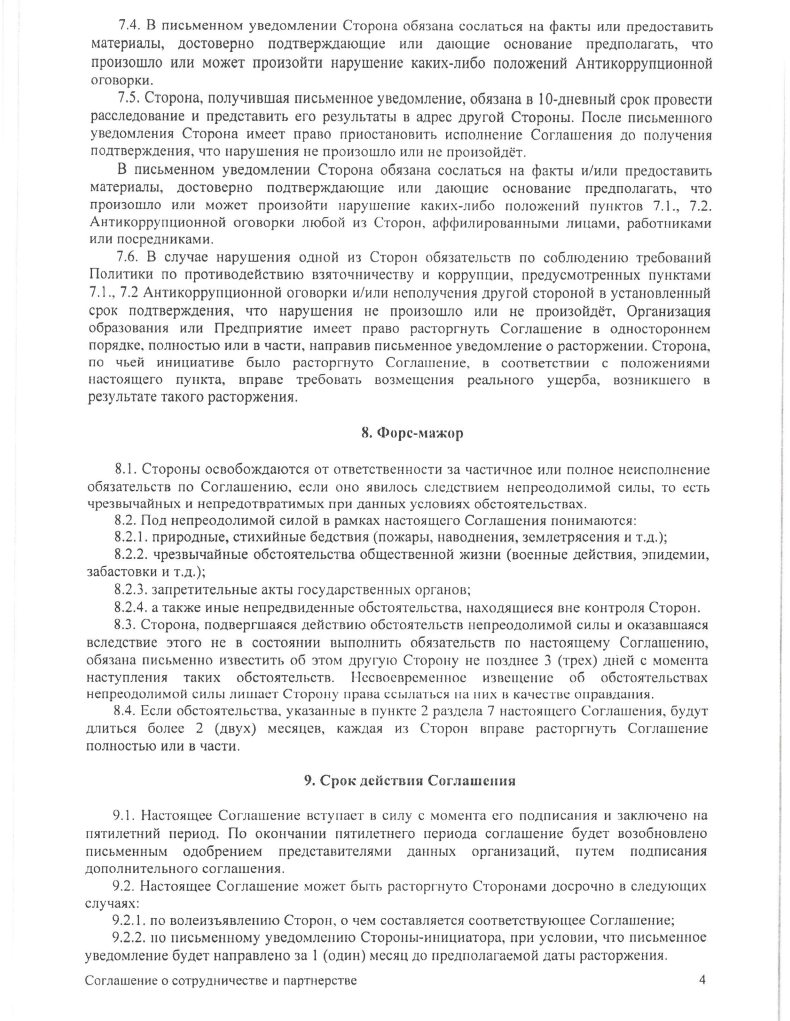 7.4. В письменном уведомлении Сторона обязана сослаться на факты или предоставить
материалы, достоверно подтверждающие или дающие основание предполагать, что
произошло или может произойти нарушение каких-либо положений Антикоррупционной
оговорки.
7.5. Сторона, получившая письменное уведомление, обязана в 10-дневный срок провести
расследование и представить его результаты в адрес другой Стороны. После письменного
уведомления Сторона имеет право приостановить исполнение Соглашения до получения
подтверждения, что нарушения не произошло или не произойдёт.
В письменном уведомлении Сторона обязана сослаться на факты и/или предоставить
материалы, достоверно подтверждающие или дающие основание предполагать, что
произошло или может произойти нарушение каких-либо положений пунктов 7.1., 7.2.
Антикоррупционной оговорки любой из Сторон, аффилированными лицами, работниками
или посредниками.
7.6. В случае нарушения одной из Сторон обязательств по соблюдению требований
Политики по противодействию взяточничеству и коррупции, предусмотренных пунктами
7.1., 7.2 Антикоррупционной оговорки и/или неполучения другой стороной в установленный
срок подтверждения, что нарушения не произошло или не произойдёт, Организация
образования или Предприятие имеет право расторгнуть Соглашение в одностороннем
порядке, полностью или в части, направив письменное уведомление о расторжении. Сторона,
по чьей инициативе было расторгнуто Соглашение, в соответствии с положениями
настоящего пункта, вправе требовать возмещения реального ущерба, возникшего в
результате такого расторжения.
8. Форс-мажор
8.1. Стороны освобождаются от ответственности за частичное или полное неисполнение
обязательств по Соглашению, если оно явилось следствием непреодолимой силы, то есть
чрезвычайных и непредотвратимых при данных условиях обстоятельствах.
8.2. Под непреодолимой силой в рамках настоящего Соглашения понимаются:
8.2.1. природные, стихийные бедствия (пожары, наводнения, землетрясения и т.д.);
8.2.2. чрезвычайные обстоятельства общественной жизни (военные действия, эпидемии,
забастовки и т.д.);
8.2.3. запретительные акты государственных органов;
8.2.4. а также иные непредвиденные обстоятельства, находящиеся вне контроля Сторон.
8.3. Сторона, подвергшаяся действию обстоятельств непреодолимой силы и оказавшаяся
вследствие этого не в состоянии выполнить обязательств по настоящему Соглашению,
обязана письменно известить об этом другую Сторону не позднее 3 (трех) дней с момента
наступления таких обстоятельств. Несвоевременное извещение об обстоятельствах
непреодолимой силы лишает Сторону права ссылаться на них в качестве оправдания.
8.4. Если обстоятельства, указанные в пункте 2 раздела 7 настоящего Соглашения, будут
длиться более 2 (двух) месяцев, каждая из Сторон вправе расторгнуть Соглашение
полностью или в части.
9. Срок действия Соглашения
9.1. Настоящее Соглашение вступает в силу с момента его подписания и заключено на
пятилетний период. По окончании пятилетнего периода соглашение будет возобновлено
письменным одобрением представителями данных организаций, путем подписания
дополнительного соглашения.
9.2. Настоящее Соглашение может быть расторгнуто Сторонами досрочно в следующих
случаях:
9.2.1. по волеизъявлению Сторон, о чем составляется соответствующее Соглашение;
9.2.2. по письменному уведомлению Стороны-инициатора, при условии, что письменное
уведомление будет направлено за 1 (один) месяц до предполагаемой даты расторжения.
Соглашение о сотрудничестве и партнерстве 4